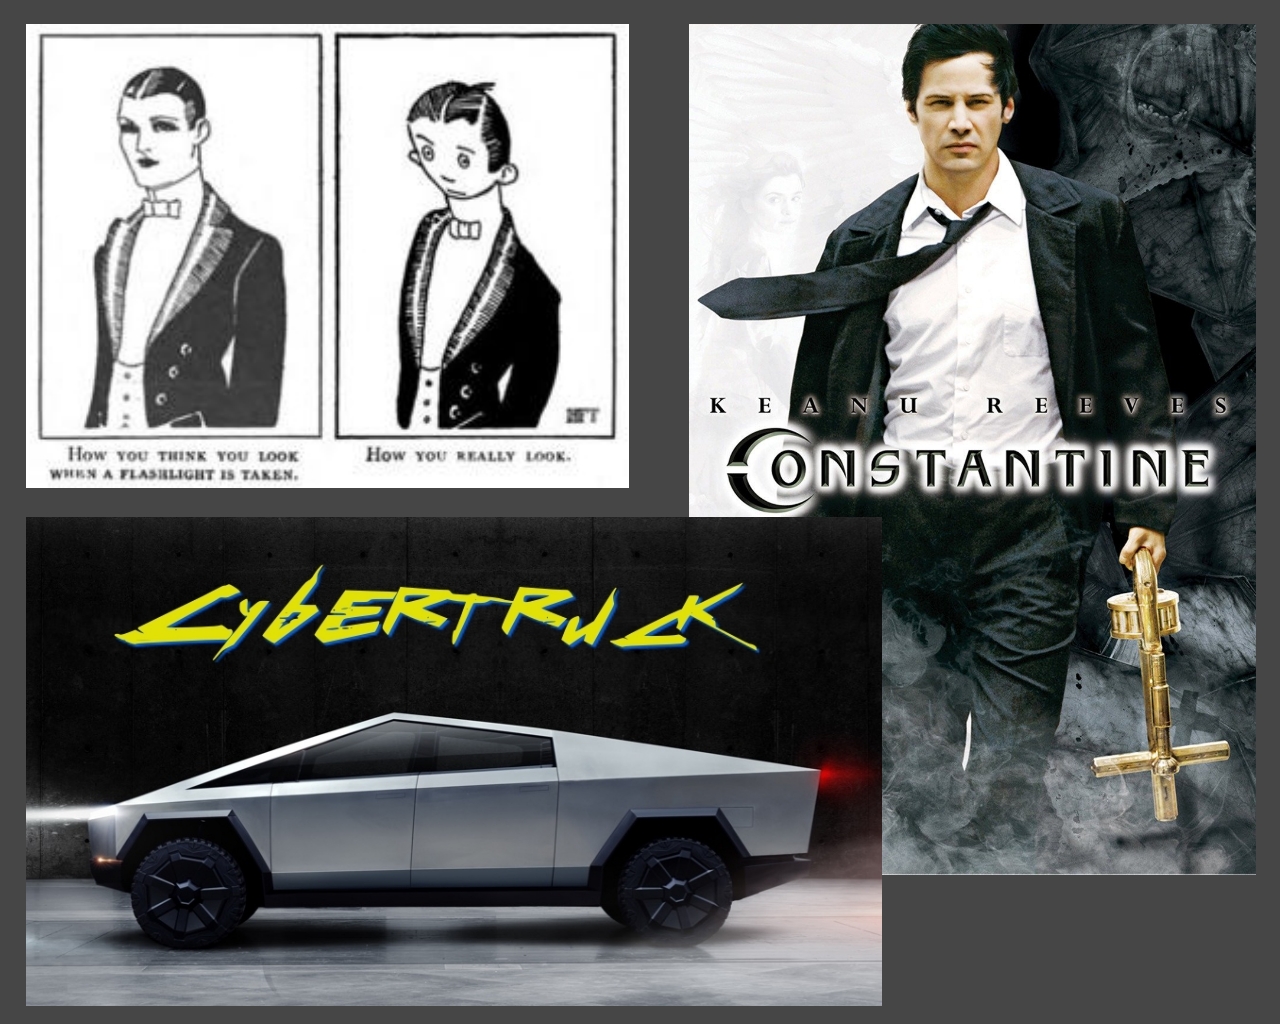 How you think you look
when a flashlight is taken.
How you really look.
KEANU REEVES
CONSTANTINE
CYBERTRUCK